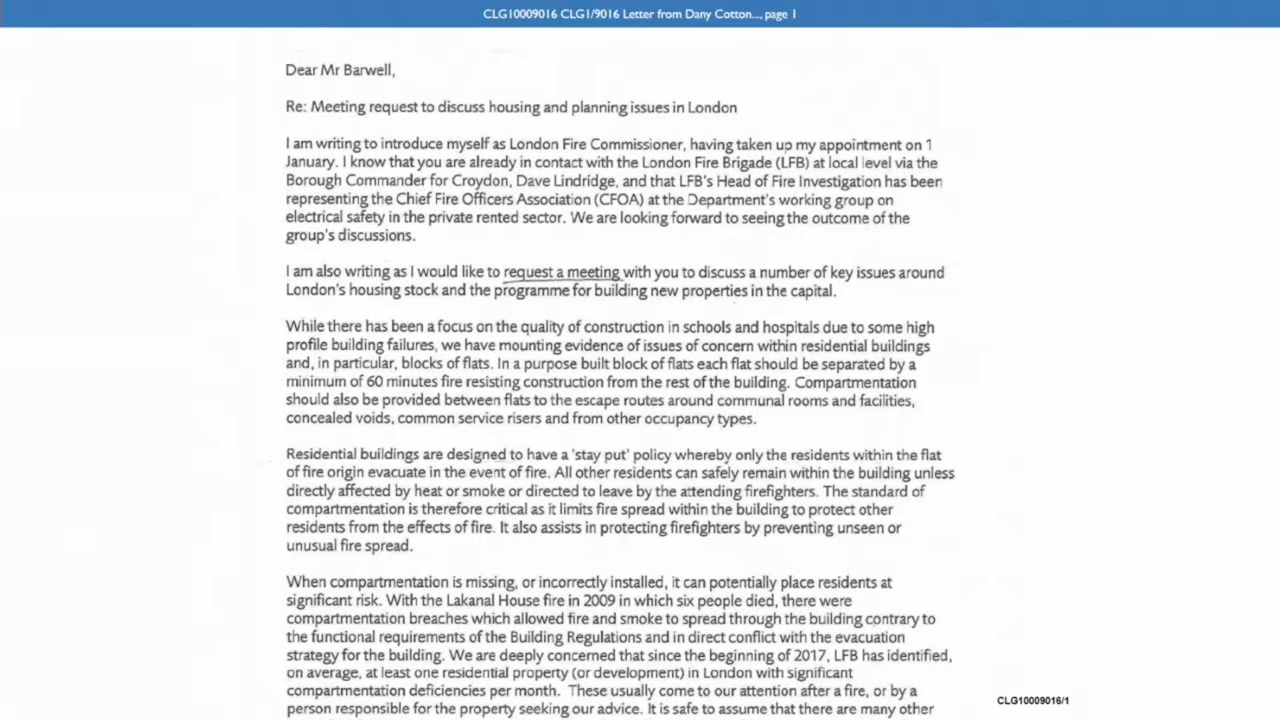 CLG10009016 CLG1/9016 Letter from Dany Cotton..., page 1
Dear Mr Barwell,
Re: Meeting request to discuss housing and planning issues in London
I am writing to introduce myself as London Fire Commissioner, having taken up my appointment on 1
January. I know that you are already in contact with the London Fire Brigade (LFB) at local level via the
Borough Commander for Croydon, Dave Lindridge, and that LFB's Head of Fire Investigation has been
representing the Chief Fire Officers Association (CFOA) at the Department's working group on
electrical safety in the private rented sector. We are looking forward to seeing the outcome of the
group's discussions.
I am also writing as I would like to request a meeting with you to discuss a number of key issues around
London's housing stock and the programme for building new properties in the capital.
While there has been a focus on the quality of construction in schools and hospitals due to some high
profile building failures, we have mounting evidence of issues of concern within residential buildings
and, in particular, blocks of flats. In a purpose built block of flats each flat should be separated by a
minimum of 60 minutes fire resisting construction from the rest of the building. Compartmentation
should also be provided between flats to the escape routes around communal rooms and facilities,
concealed voids, common service risers and from other occupancy types.
Residential buildings are designed to have a 'stay put' policy whereby only the residents within the flat
of fire origin evacuate in the event of fire. All other residents can safely remain within the building unless
directly affected by heat or smoke or directed to leave by the attending firefighters. The standard of
compartmentation is therefore critical as it limits fire spread within the building to protect other
residents from the effects of fire. It also assists in protecting firefighters by preventing unseen or
unusual fire spread.
When compartmentation is missing, or incorrectly installed, it can potentially place residents at
significant risk. With the Lakanal House fire in 2009 in which six people died, there were
compartmentation breaches which allowed fire and smoke to spread through the building contrary to
the functional requirements of the Building Regulations and in direct conflict with the evacuation
strategy for the building. We are deeply concerned that since the beginning of 2017, LFB has identified,
on average, at least one residential property (or development) in London with significant
compartmentation deficiencies per month. These usually come to our attention after a fire, or by a
person responsible for the property seeking our advice. It is safe to assume that there are many other
CLG10009016/1